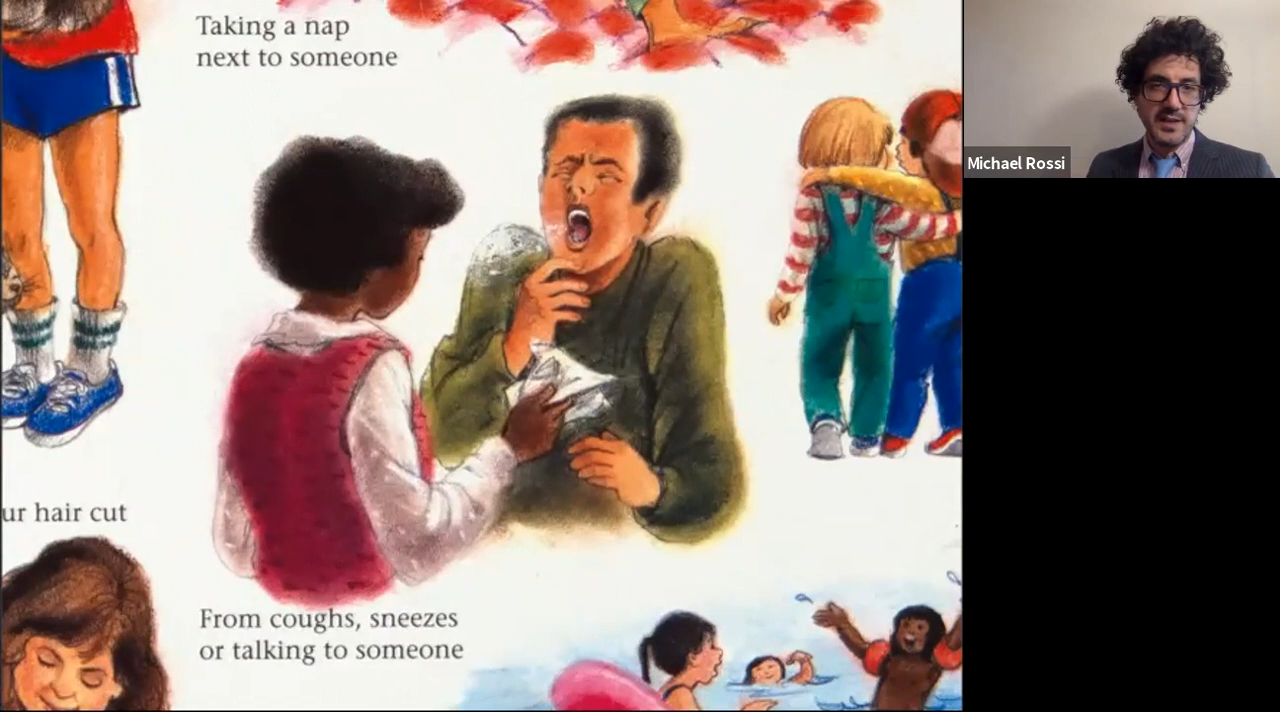 Taking a nap
next to someone
Michael Rossi
ur hair cut
From coughs, sneezes
or talking to someone